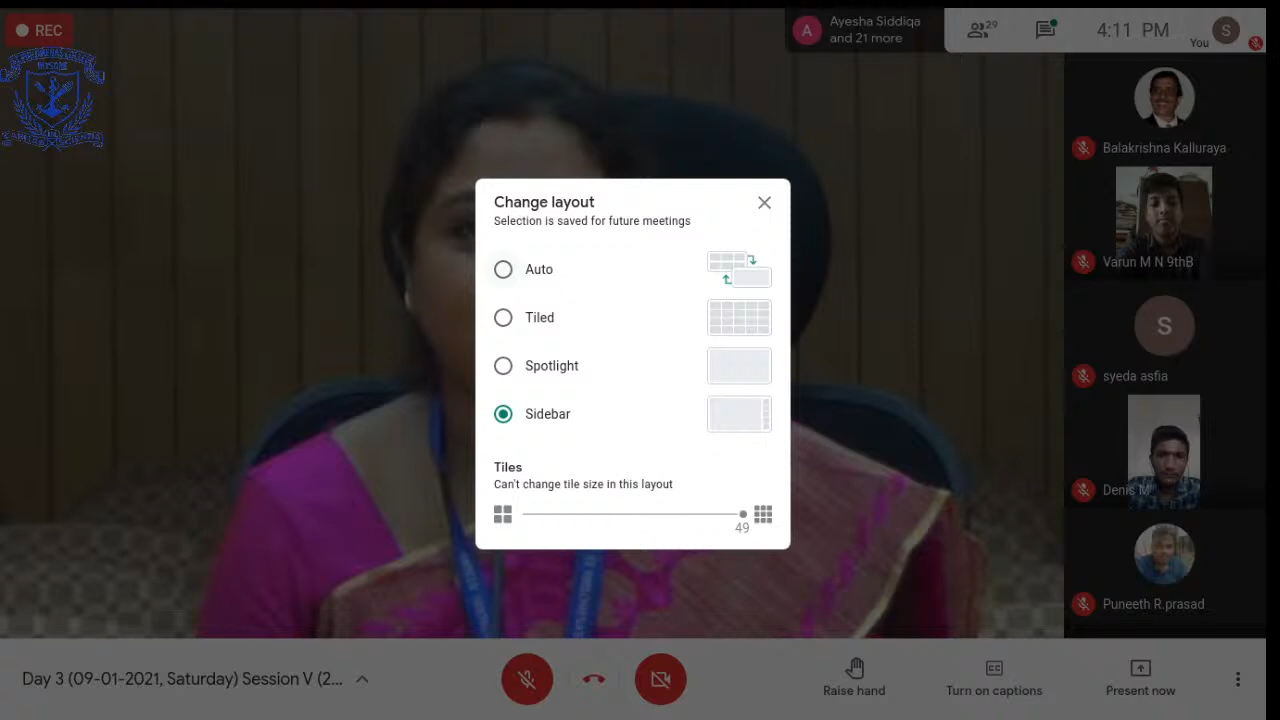 REC
Ayesha Siddiqa
and 21 more
A
29
4:11 PM
You
S
Balakrishna Kalluraya
Varun M N 9thB
S
syeda asfia
Denis M
Puneeth R.prasad
Change layout
Selection is saved for future meetings
Auto
Tiled
Spotlight
Sidebar
Tiles
Can't change tile size in this layout
49
Day 3 (09-01-2021, Saturday) Session V (2...
Raise hand
Turn on captions
Present now